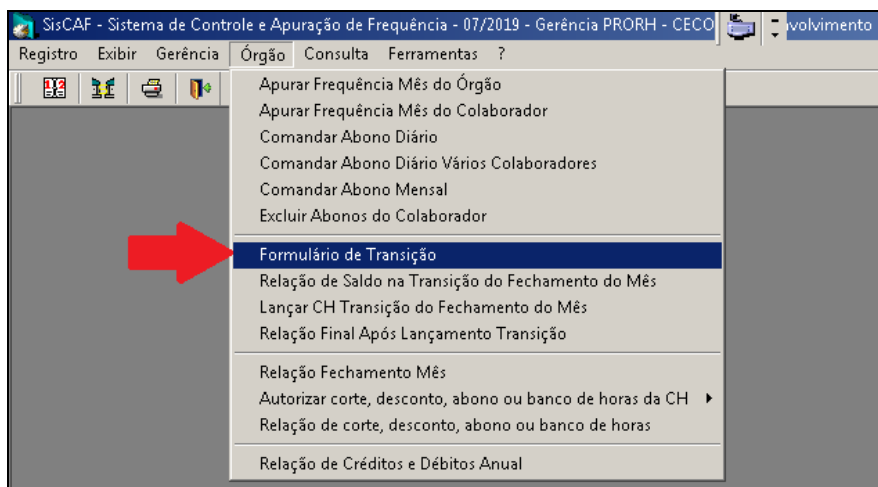 SisCAF - Sistema de Controle e Apuração de Frequência - 07/2019 - Gerência PRORH - CECO
Registro Exibir Gerência Órgão Consulta Ferramentas ?
Apurar Frequência Mês do Órgão
Apurar Frequência Mês do Colaborador
Comandar Abono Diário
Comandar Abono Diário Vários Colaboradores
Comandar Abono Mensal
Excluir Abonos do Colaborador
Formulário de Transição
Relação de Saldo na Transição do Fechamento do Mês
Lançar CH Transição do Fechamento do Mês
Relação Final Após Lançamento Transição
Relação Fechamento Mês
Autorizar corte, desconto, abono ou banco de horas da CH
Relação de corte, desconto, abono ou banco de horas
Relação de Créditos e Débitos Anual